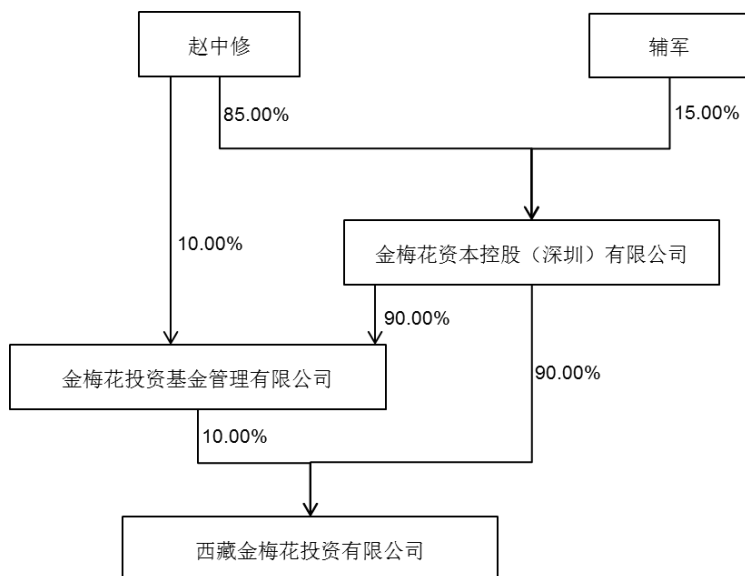 赵中修
辅军
85.00%
15.00%
10.00%
金梅花资本控股（深圳）有限公司
90.00%
金梅花投资基金管理有限公司
90.00%
10.00%
西藏金梅花投资有限公司